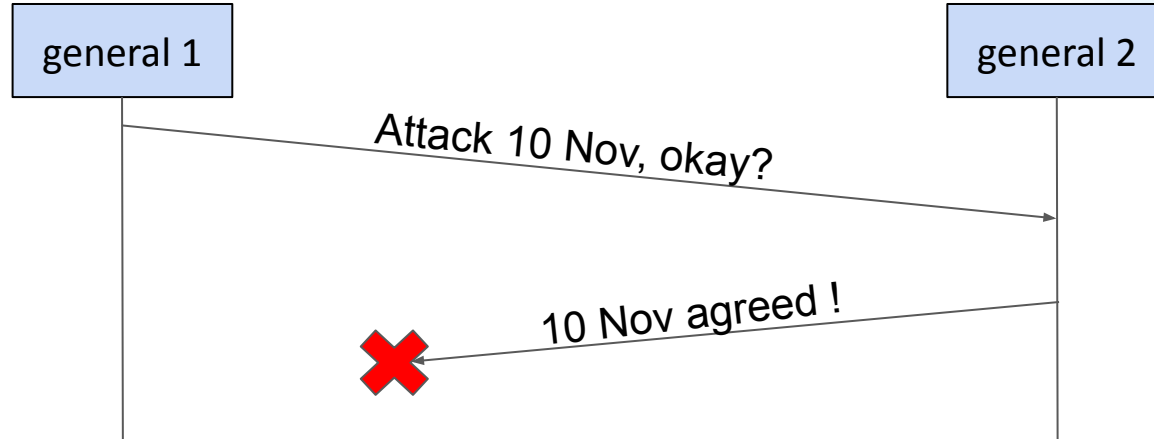 general 1
general 2
Attack 10 Nov, okay?
10 Nov agreed !